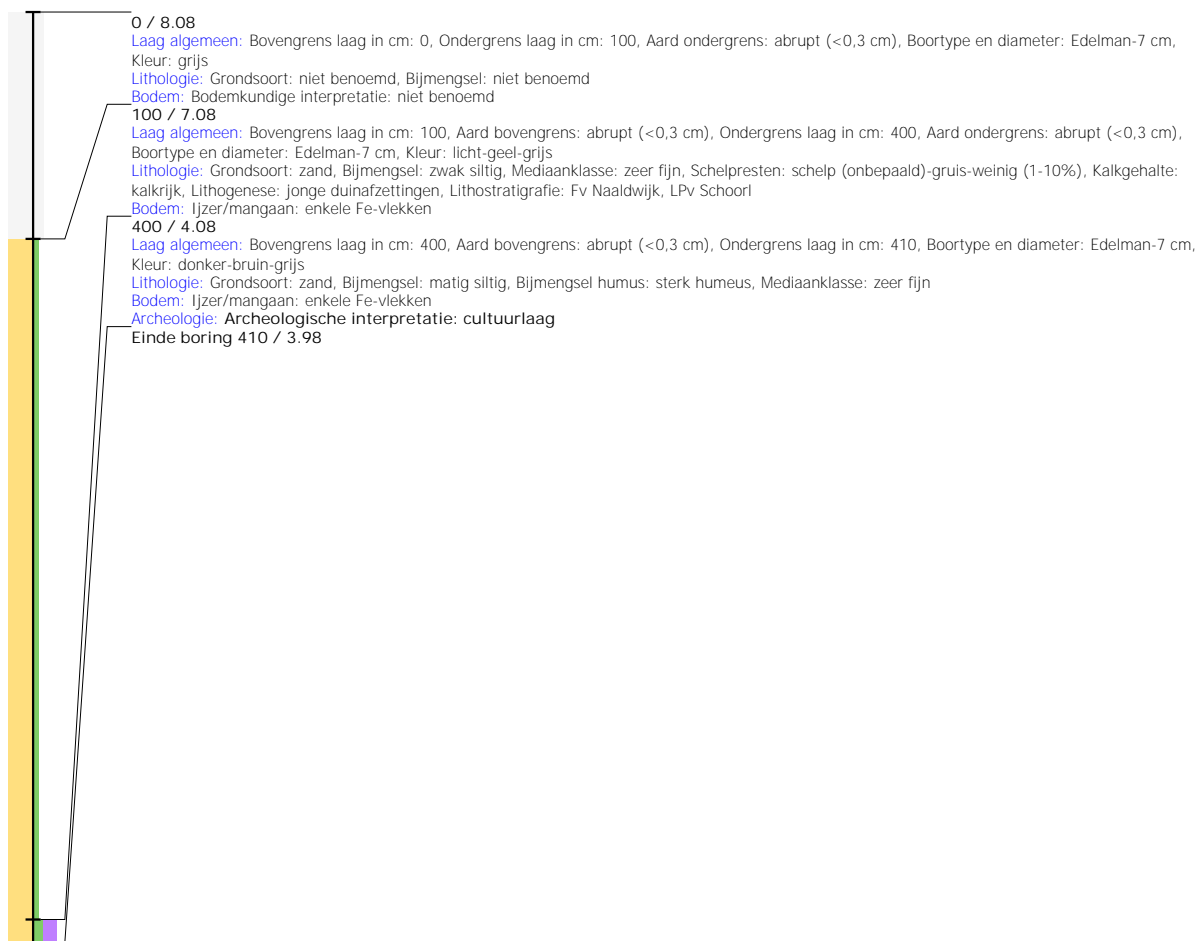 0 / 8.08
Laag algemeen: Bovengrens laag in cm: 0, Ondergrens laag in cm: 100, Aard ondergrens: abrupt (<0,3 cm), Boortype en diameter: Edelman-7 cm,
Kleur: grijs
Lithologie: Grondsoort: niet benoemd, Bijmengsel: niet benoemd
Bodem: Bodemkundige interpretatie: niet benoemd
100 / 7.08
Laag algemeen: Bovengrens laag in cm: 100, Aard bovengrens: abrupt (<0,3 cm), Ondergrens laag in cm: 400, Aard ondergrens: abrupt (<0,3 cm),
Boortype en diameter: Edelman-7 cm, Kleur: licht-geel-grijs
Lithologie: Grondsoort: zand, Bijmengsel: zwak siltig, Mediaanklasse: zeer fijn, Schelpresten: schelp (onbepaald)-gruis-weinig (1-10%), Kalkgehalte:
kalkrijk, Lithogenese: jonge duinafzettingen, Lithostratigrafie: Fv Naaldwijk, LPv Schoorl
Bodem: Ijzer/mangaan: enkele Fe-vlekken
400 / 4.08
Laag algemeen: Bovengrens laag in cm: 400, Aard bovengrens: abrupt (<0,3 cm), Ondergrens laag in cm: 410, Boortype en diameter: Edelman-7 cm,
Kleur: donker-bruin-grijs
Lithologie: Grondsoort: zand, Bijmengsel: matig siltig, Bijmengsel humus: sterk humeus, Mediaanklasse: zeer fijn
Bodem: Ijzer/mangaan: enkele Fe-vlekken
Archeologie: Archeologische interpretatie: cultuurlaag
Einde boring 410 / 3.98